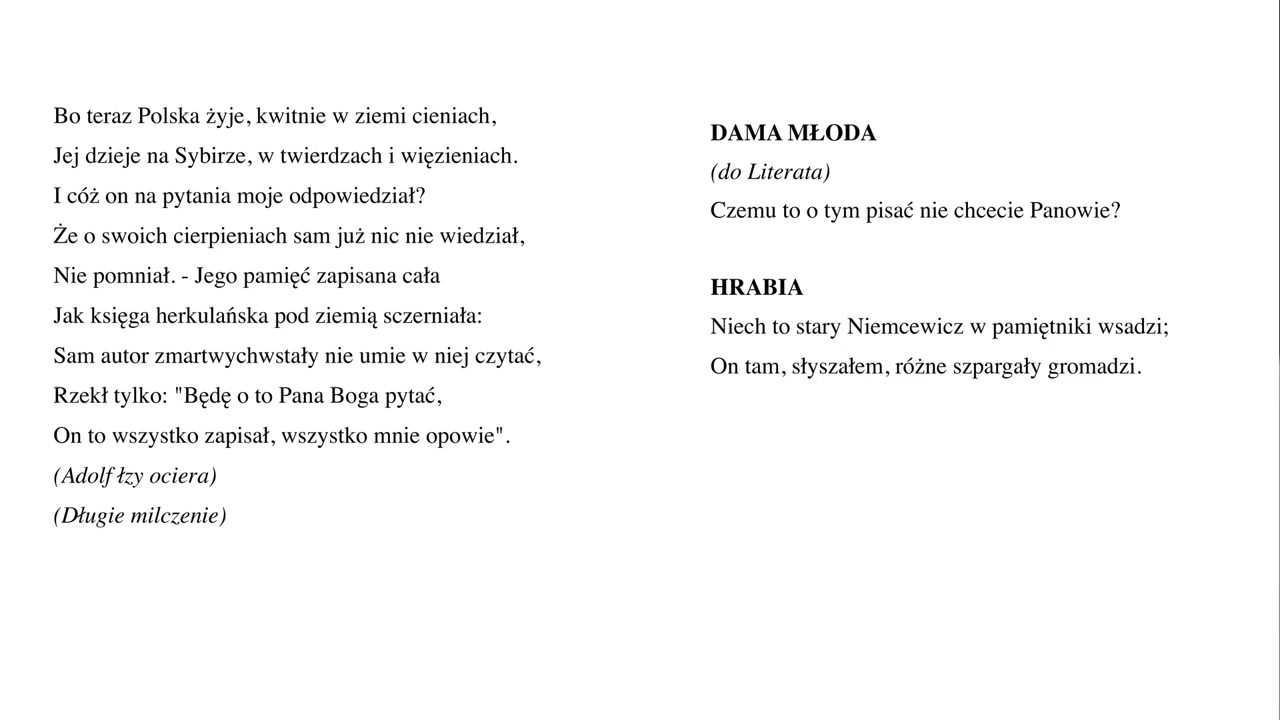 Bo teraz Polska żyje, kwitnie w ziemi cieniach,
Jej dzieje na Sybirze, w twierdzach i więzieniach.
I cóż on na pytania moje odpowiedział?
Że o swoich cierpieniach sam już nic nie wiedział,
Nie pomniał. - Jego pamięć zapisana cała
Jak księga herkulańska pod ziemią sczerniała:
Sam autor zmartwychwstały nie umie w niej czytać,
Rzekł tylko: "Będę o to Pana Boga pytać,
On to wszystko zapisał, wszystko mnie opowie".
(Adolf łzy ociera)
(Długie milczenie)
DAMA MŁODA
(do Literata)
Czemu to o tym pisać nie chcecie Panowie?
HRABIA
Niech to stary Niemcewicz w pamiętniki wsadzi;
On tam, słyszałem, różne szpargały gromadzi.